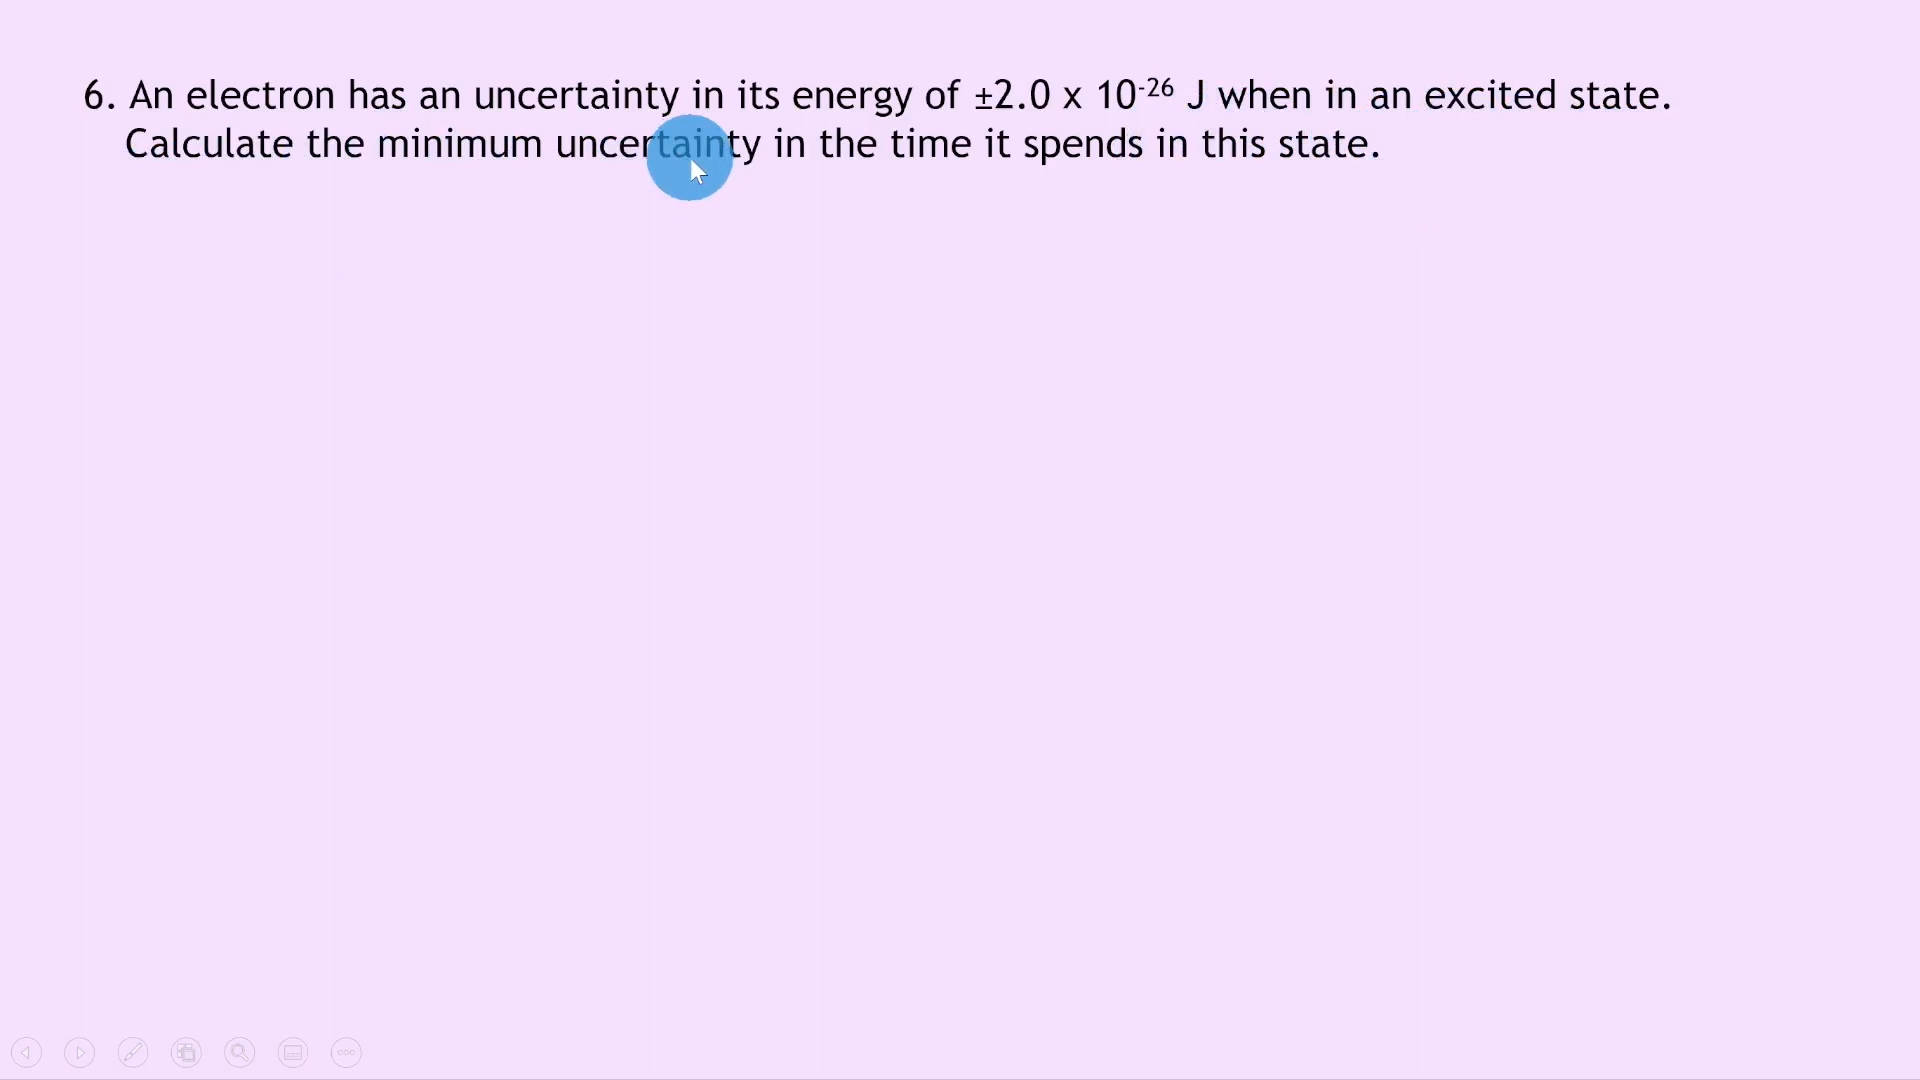 6. An electron has an uncertainty in its energy of ±2.0 x 10⁻²⁶ J when in an excited state.
Calculate the minimum uncertainty in the time it spends in this state.